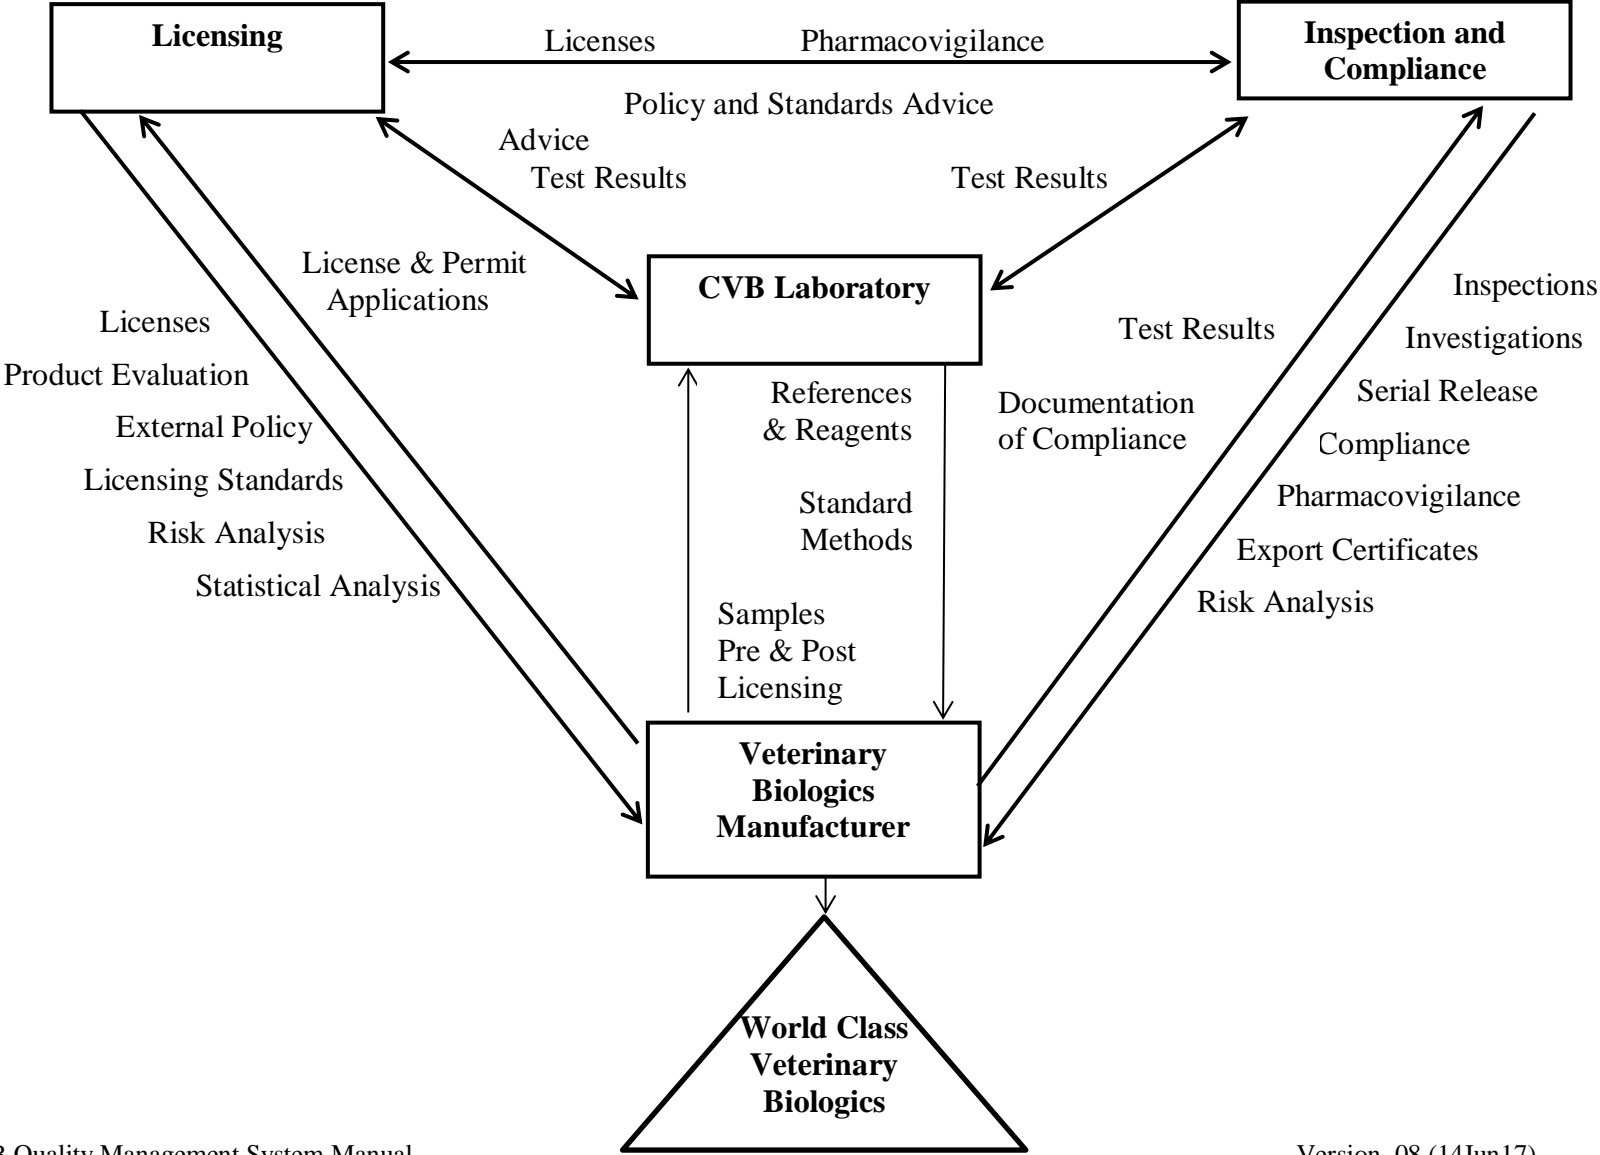 Licensing
Licenses
Pharmacovigilance
Inspection and
Compliance
Policy and Standards Advice
Advice
Test Results
Test Results
License & Permit
Applications
CVB Laboratory
Licenses
Product Evaluation
External Policy
Licensing Standards
Risk Analysis
Statistical Analysis
References
& Reagents
Standard
Methods
Samples
Pre & Post
Licensing
Test Results
Documentation
of Compliance
Inspections
Investigations
Serial Release
Compliance
Pharmacovigilance
Export Certificates
Risk Analysis
Veterinary
Biologics
Manufacturer
World Class
Veterinary
Biologics
Quality Management System Manual
Version 08 (14Jun17)